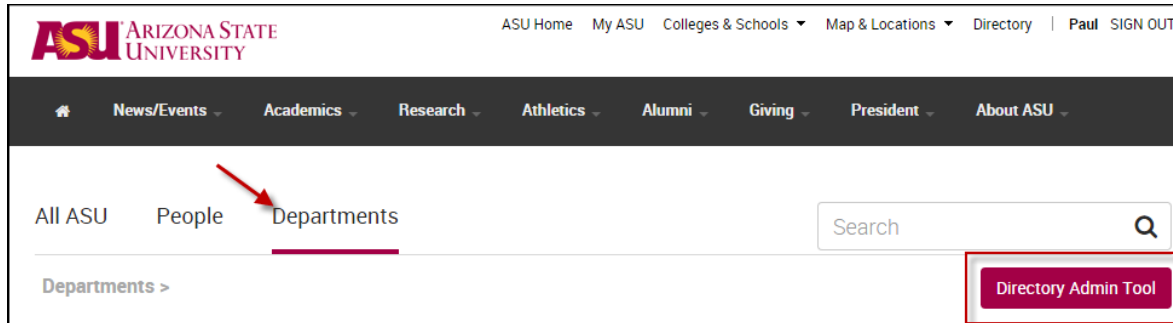 ASU ARIZONA STATE UNIVERSITY
ASU Home My ASU Colleges & Schools Map & Locations Directory | Paul SIGN OUT
News/Events Academics Research Athletics Alumni Giving President About ASU
All ASU People Departments
Search
Departments >
Directory Admin Tool